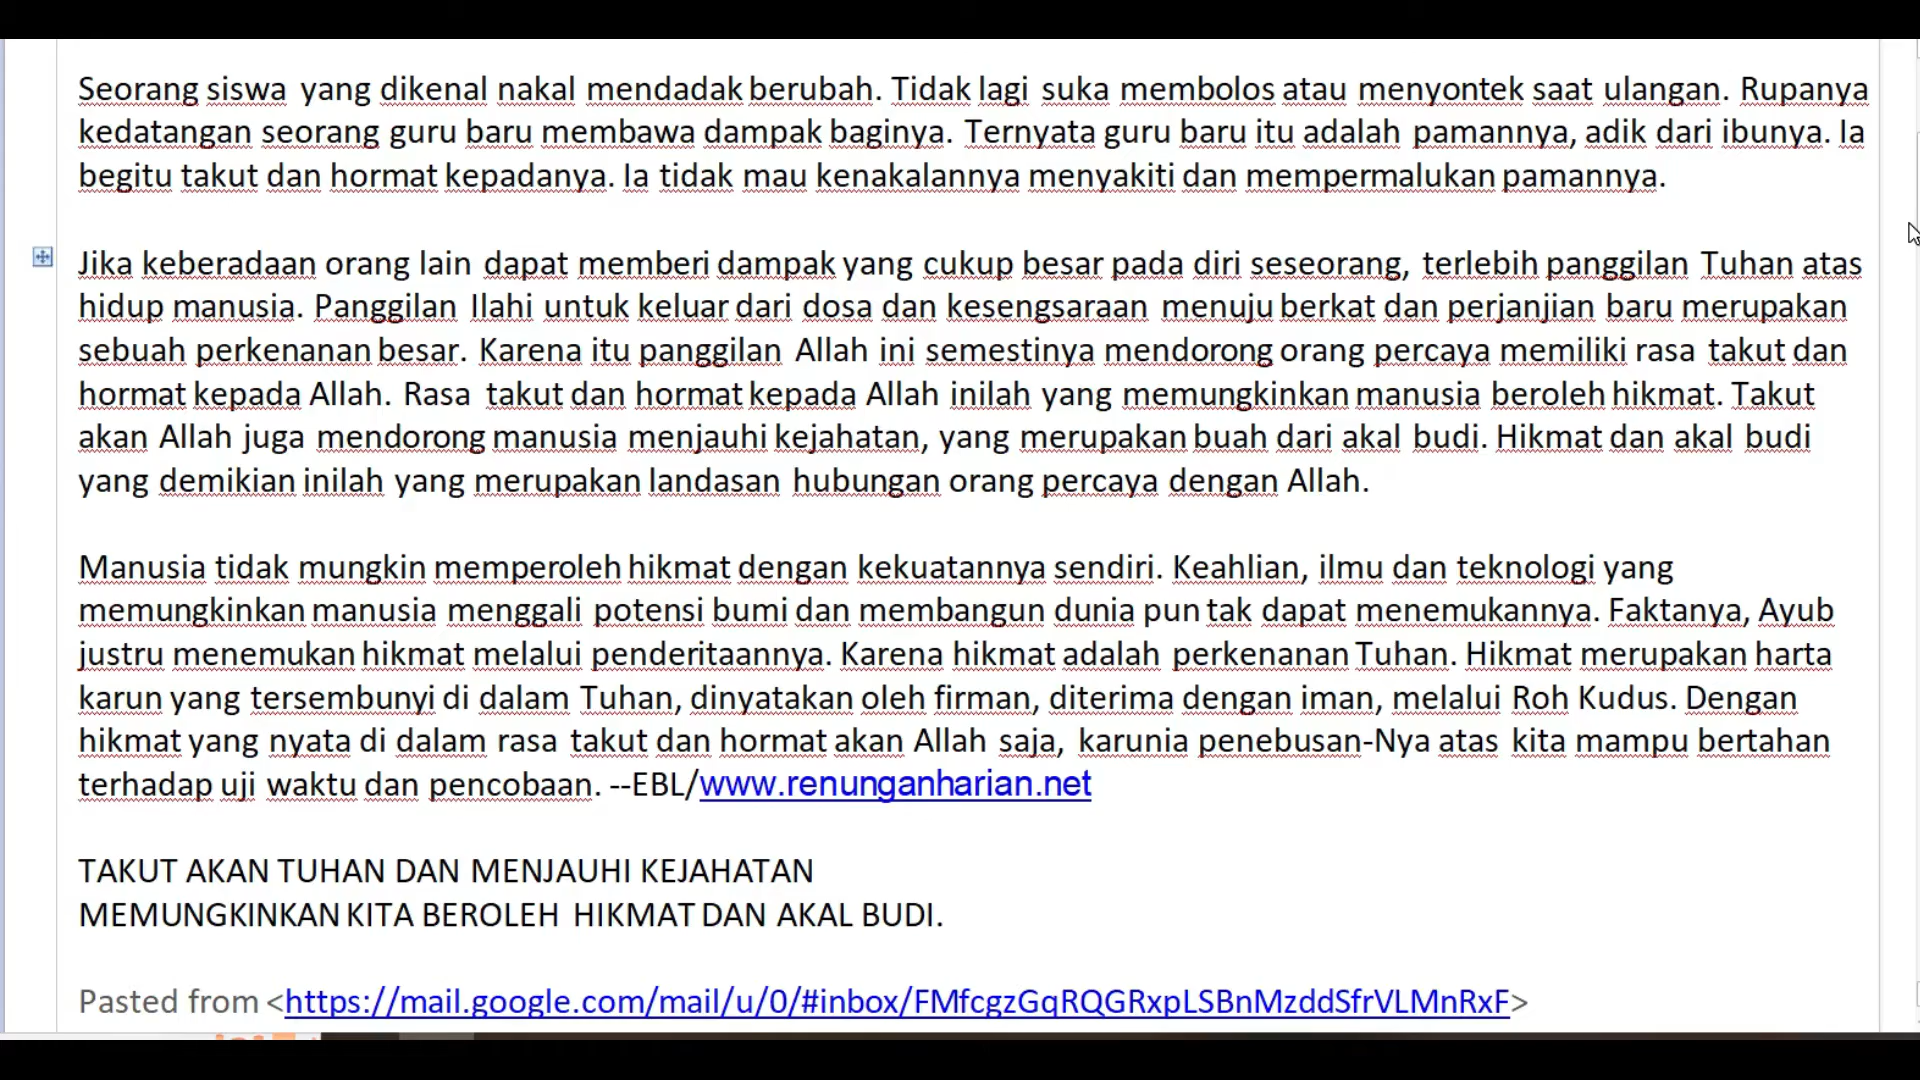 Seorang siswa yang dikenal nakal mendadak berubah. Tidak lagi suka membolos atau menyontek saat ulangan. Rupanya
kedatangan seorang guru baru membawa dampak baginya. Ternyata guru baru itu adalah pamannya, adik dari ibunya. Ia
begitu takut dan hormat kepadanya. Ia tidak mau kenakalannya menyakiti dan mempermalukan pamannya.
Jika keberadaan orang lain dapat memberi dampak yang cukup besar pada diri seseorang, terlebih panggilan Tuhan atas
hidup manusia. Panggilan Ilahi untuk keluar dari dosa dan kesengsaraan menuju berkat dan perjanjian baru merupakan
sebuah perkenanan besar. Karena itu panggilan Allah ini semestinya mendorong orang percaya memiliki rasa takut dan
hormat kepada Allah. Rasa takut dan hormat kepada Allah inilah yang memungkinkan manusia beroleh hikmat. Takut
akan Allah juga mendorong manusia menjauhi kejahatan, yang merupakan buah dari akal budi. Hikmat dan akal budi
yang demikian inilah yang merupakan landasan hubungan orang percaya dengan Allah.
Manusia tidak mungkin memperoleh hikmat dengan kekuatannya sendiri. Keahlian, ilmu dan teknologi yang
memungkinkan manusia menggali potensi bumi dan membangun dunia pun tak dapat menemukannya. Faktanya, Ayub
justru menemukan hikmat melalui penderitaannya. Karena hikmat adalah perkenanan Tuhan. Hikmat merupakan harta
karun yang tersembunyi di dalam Tuhan, dinyatakan oleh firman, diterima dengan iman, melalui Roh Kudus. Dengan
hikmat yang nyata di dalam rasa takut dan hormat akan Allah saja, karunia penebusan-Nya atas kita mampu bertahan
terhadap uji waktu dan pencobaan. --EBL/www.renunganharian.net
TAKUT AKAN TUHAN DAN MENJAUHI KEJAHATAN
MEMUNGKINKAN KITA BEROLEH HIKMAT DAN AKAL BUDI.
Pasted from <https://mail.google.com/mail/u/0/#inbox/FMfcgzGqRQGRxpLSBnMzddSfrVLMnRxF>